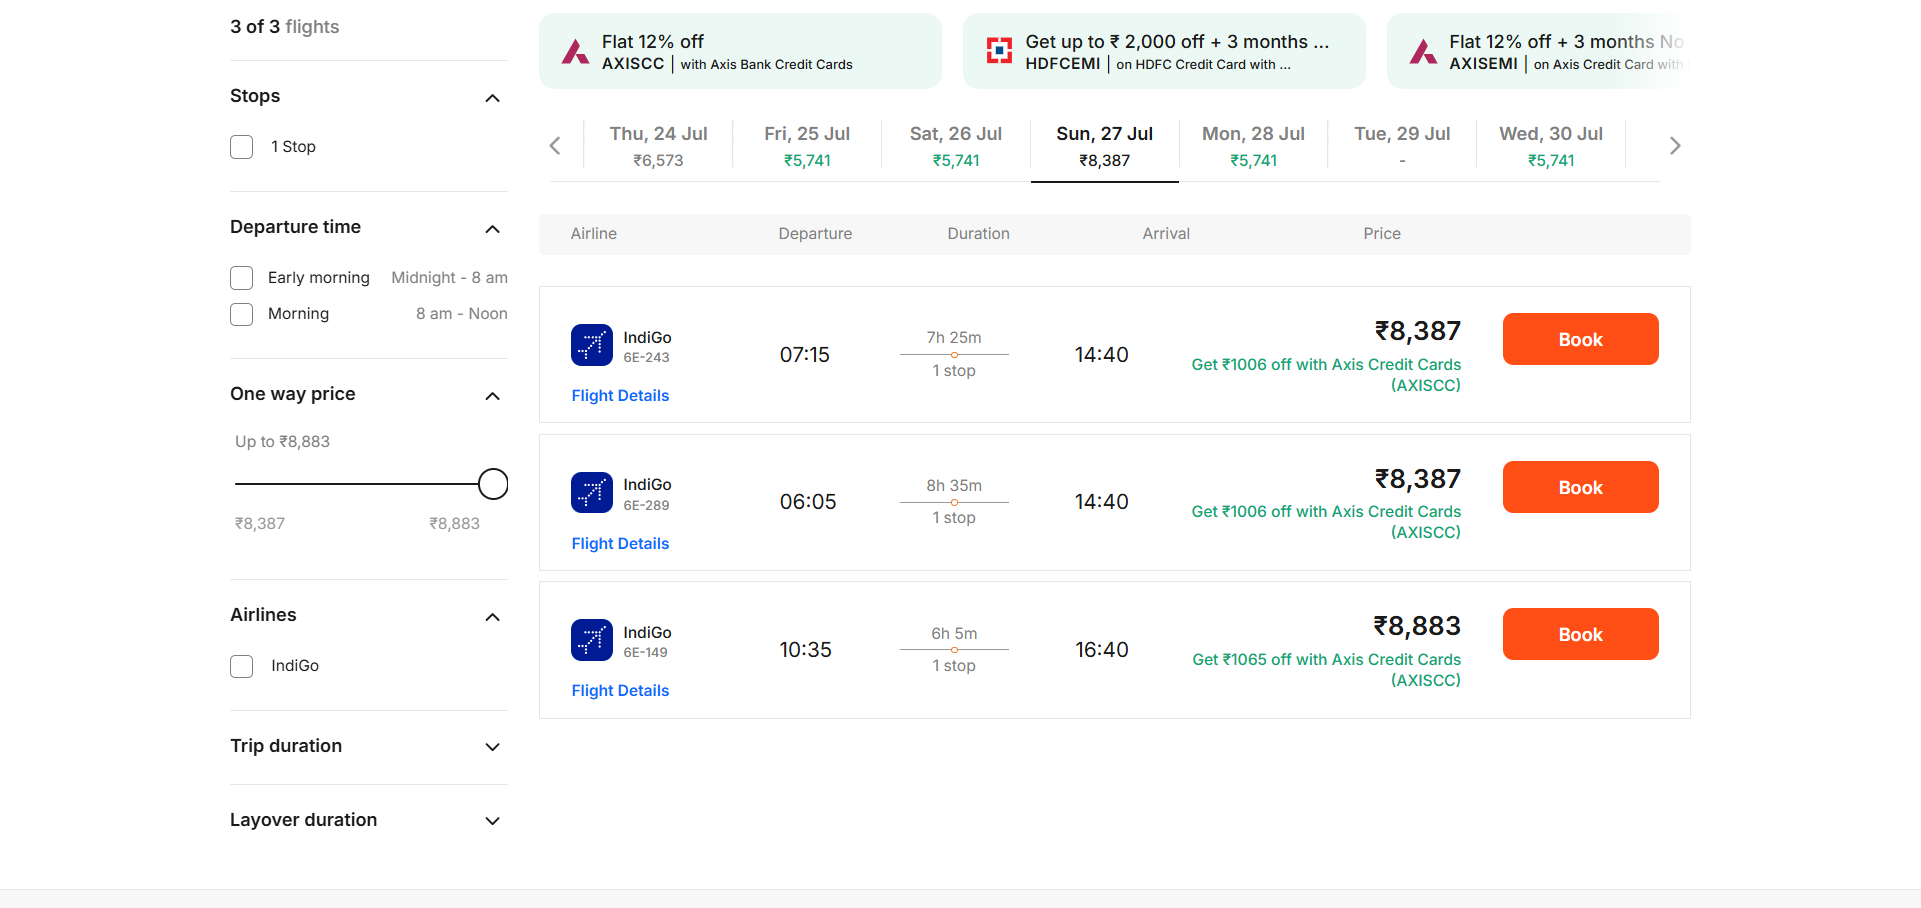 3 of 3 flights
Stops
1 Stop
Departure time
Early morning Midnight - 8 am
Morning 8 am - Noon
One way price
Up to ₹8,883
₹8,387 ₹8,883
Airlines
IndiGo
Trip duration
Layover duration
Flat 12% off
AXISCC | with Axis Bank Credit Cards
Get up to ₹ 2,000 off + 3 months ...
HDFCEMI | on HDFC Credit Card with ...
Flat 12% off + 3 months No
AXISEMI | on Axis Credit Card with
Thu, 24 Jul
₹6,573
Fri, 25 Jul
₹5,741
Sat, 26 Jul
₹5,741
Sun, 27 Jul
₹8,387
Mon, 28 Jul
₹5,741
Tue, 29 Jul
-
Wed, 30 Jul
₹5,741
Airline Departure Duration Arrival Price
IndiGo
6E-243
Flight Details
07:15
7h 25m
1 stop
14:40
₹8,387
Get ₹1006 off with Axis Credit Cards
(AXISCC)
Book
IndiGo
6E-289
Flight Details
06:05
8h 35m
1 stop
14:40
₹8,387
Get ₹1006 off with Axis Credit Cards
(AXISCC)
Book
IndiGo
6E-149
Flight Details
10:35
6h 5m
1 stop
16:40
₹8,883
Get ₹1065 off with Axis Credit Cards
(AXISCC)
Book